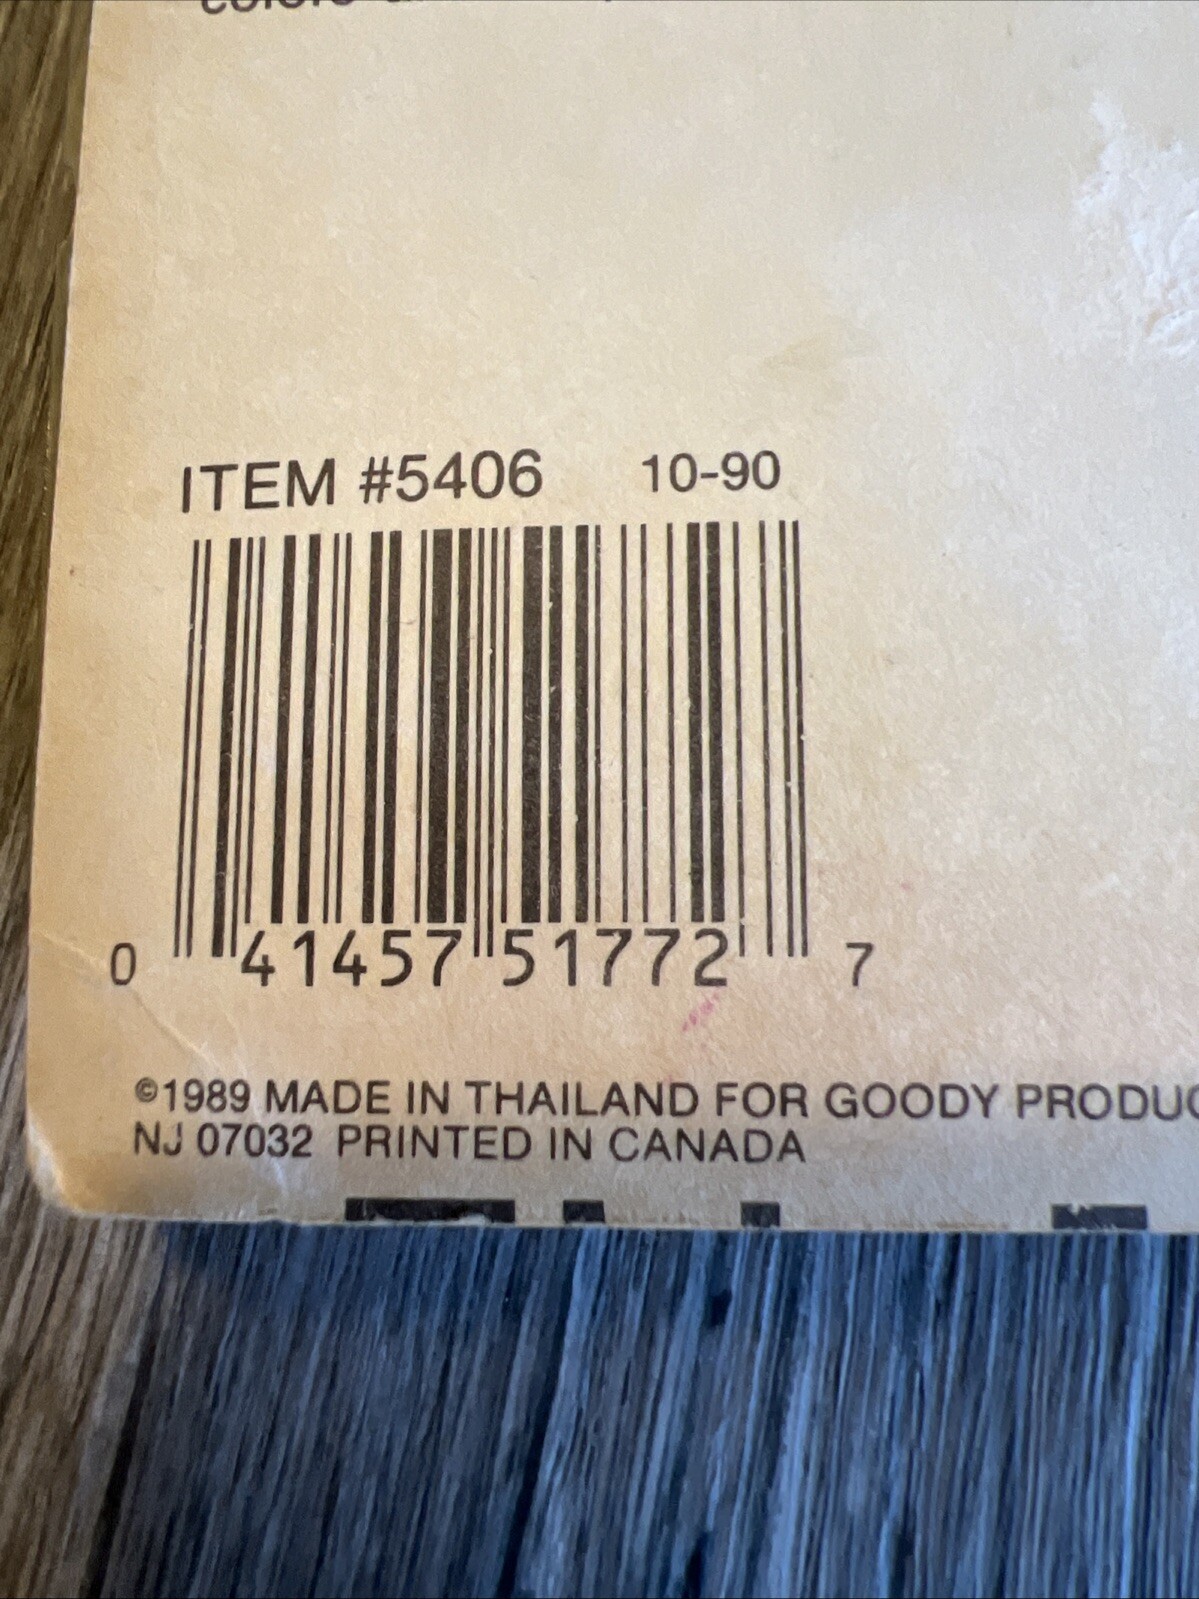 ITEM #5406 10-90
0 41457 51772 7
©1989 MADE IN THAILAND FOR GOODY
NJ 07032 PRINTED IN CANADA